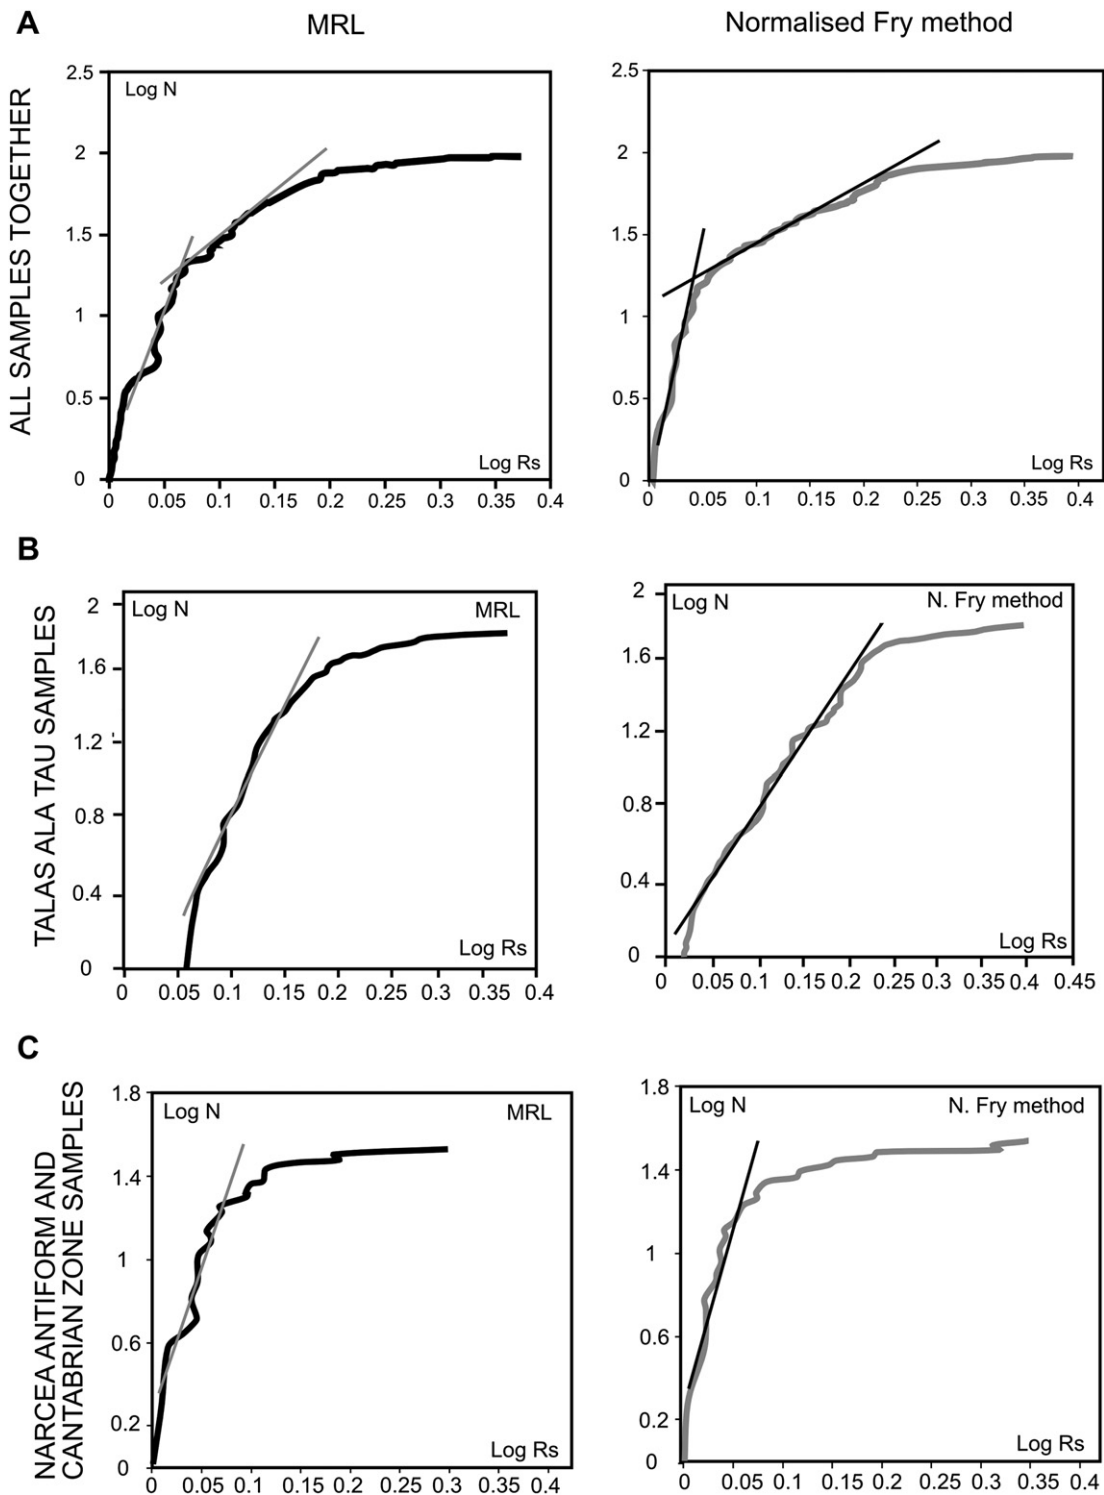 A
MRL
Normalised Fry method
ALL SAMPLES TOGETHER
2.5
Log N
2
1.5
1
0.5
0
Log Rs
0 0.05 0.1 0.15 0.2 0.25 0.3 0.35 0.4
2.5
2
1.5
1
0.5
0
Log Rs
0 0.05 0.1 0.15 0.2 0.25 0.3 0.35 0.4
B
TALAS ALA TAU SAMPLES
2
Log N
MRL
1.6
1.2
0.8
0.4
0
Log Rs
0 0.05 0.1 0.15 0.2 0.25 0.3 0.35 0.4
2
Log N
N. Fry method
1.6
1.2
0.8
0.4
0
Log Rs
0 0.05 0.1 0.15 0.2 0.25 0.3 0.35 0.4 0.45
C
NARCEA ANTIFORM AND
CANTABRIAN ZONE SAMPLES
1.8
Log N
MRL
1.4
1
0.6
0.2
0
Log Rs
0 0.05 0.1 0.15 0.2 0.25 0.3 0.35 0.4
1.8
Log N
N. Fry method
1.4
1
0.6
0.2
0
Log Rs
0 0.05 0.1 0.15 0.2 0.25 0.3 0.35 0.4